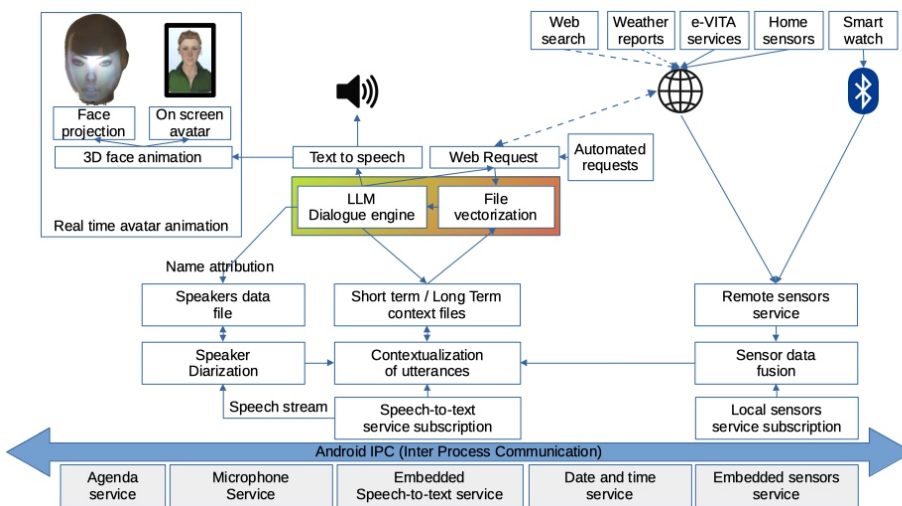 Web
search
Weather
reports
e-VITA
services
Home
sensors
Smart
watch
Face
projection
On screen
avatar
3D face animation
Real time avatar animation
Text to speech
Web Request
Automated
requests
LLM
Dialogue engine
File
vectorization
Name attribution
Speakers data
file
Short term / Long Term
context files
Remote sensors
service
Speaker
Diarization
Contextualization
of utterances
Sensor data
fusion
Speech stream
Speech-to-text
service subscription
Local sensors
service subscription
Android IPC (Inter Process Communication)
Agenda
service
Microphone
Service
Embedded
Speech-to-text service
Date and time
service
Embedded sensors
service